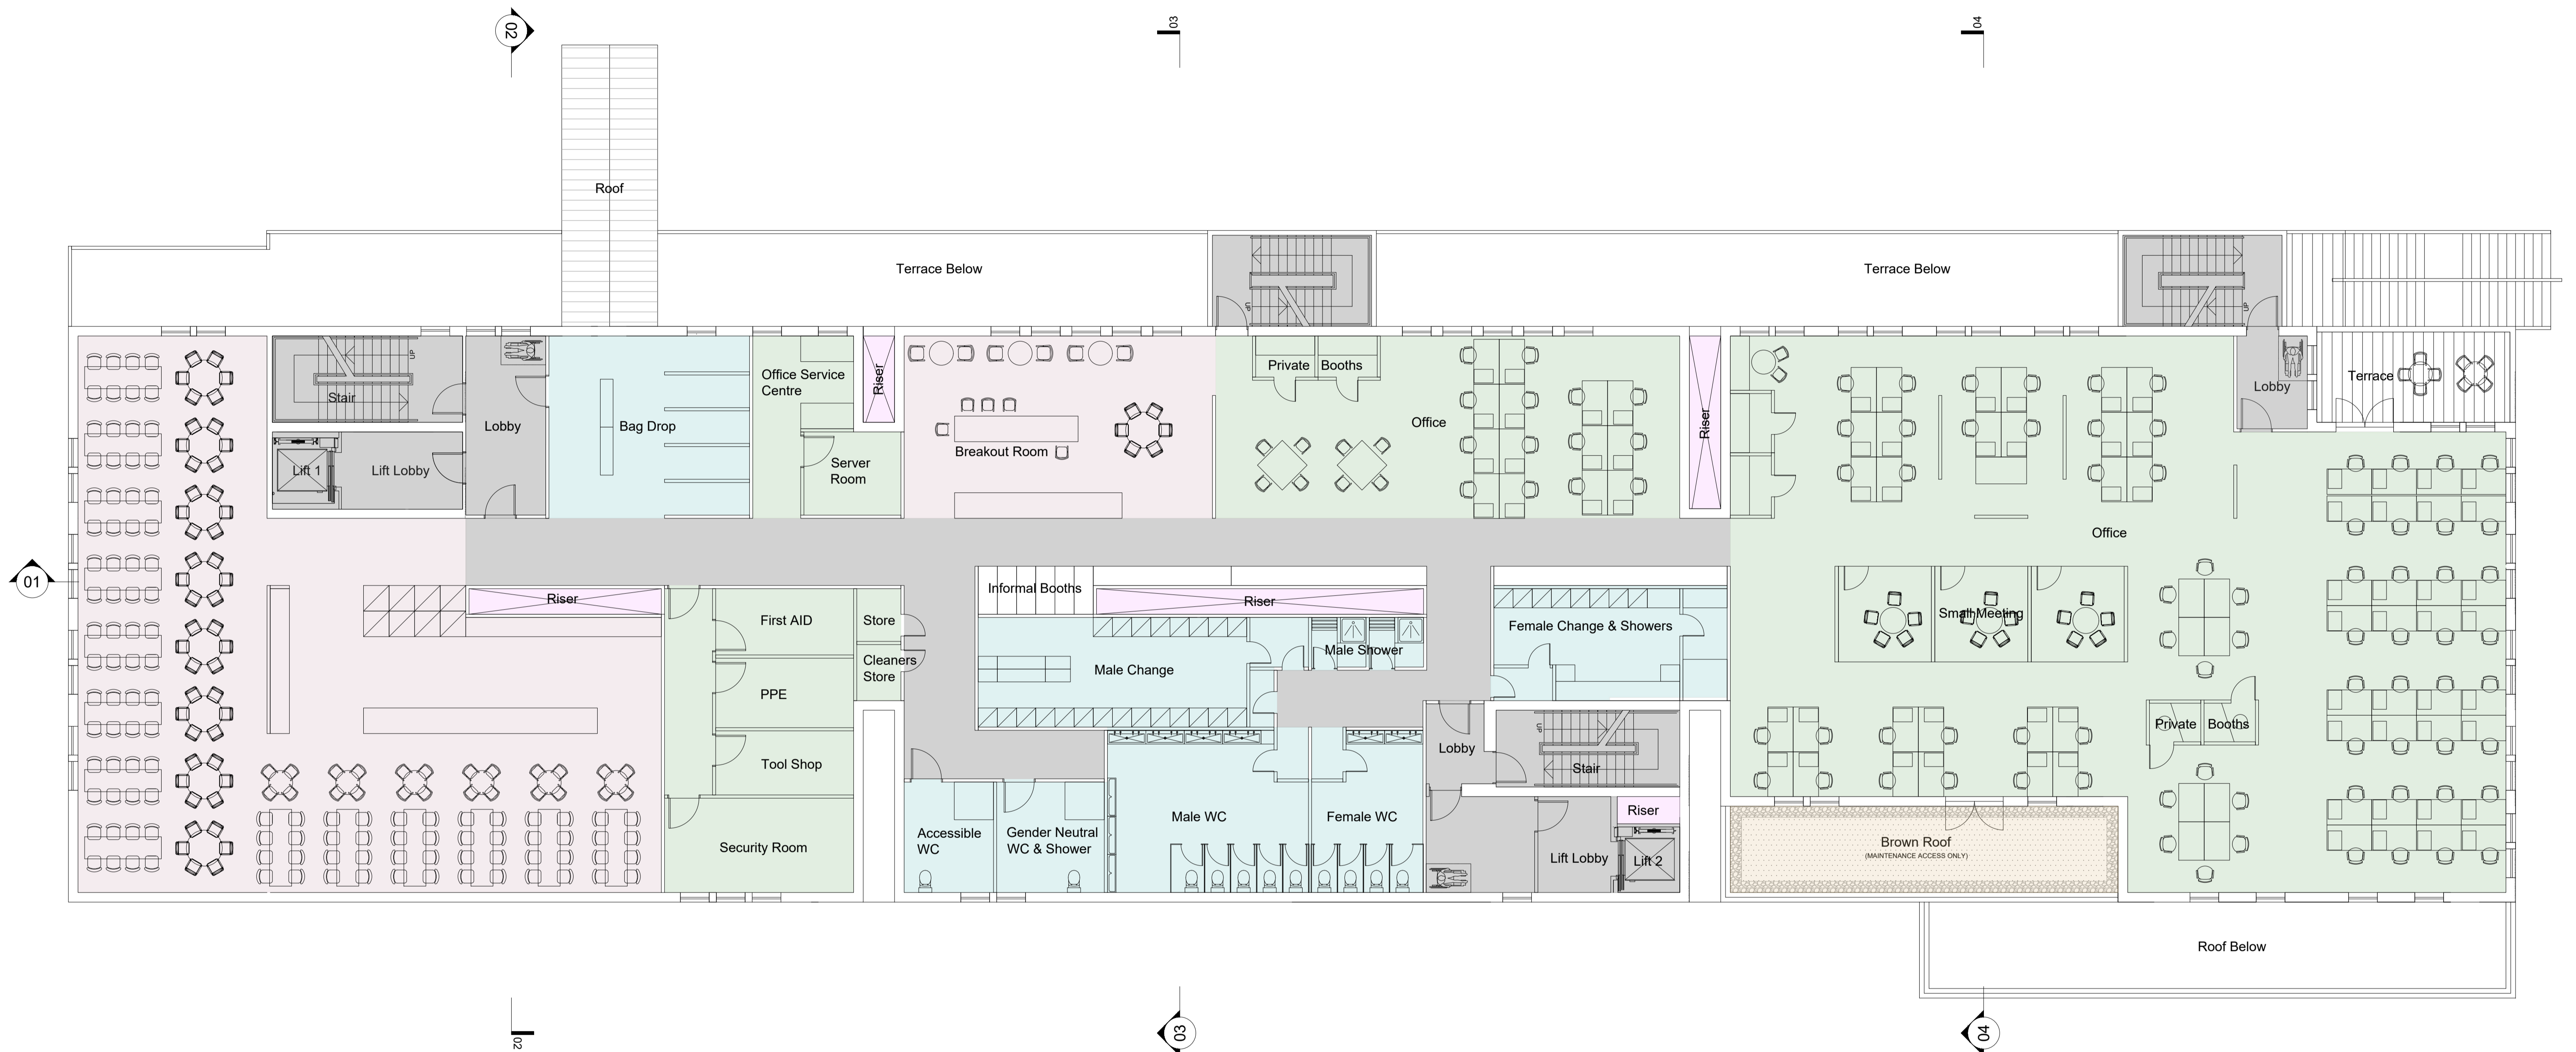 02
03
04
Roof
Terrace Below
Terrace Below
UP
UP
UP
Stair
Lobby
Bag Drop
Office Service
Centre
Riser
Private Booths
Office
Riser
Lobby
Terrace
Lift 1
Lift Lobby
Server
Room
Breakout Room
Office
01
Riser
Informal Booths
Riser
First AID
Store
Cleaners
Store
Male Change
Male Shower
Female Change & Showers
Small Meeting
PPE
Tool Shop
Security Room
UP
Lobby
Stair
Private Booths
Accessible
WC
Gender Neutral
WC & Shower
Male WC
Female WC
Riser
Lift Lobby
Lift 2
Brown Roof
(MAINTENANCE ACCESS ONLY)
Roof Below
02
03
04